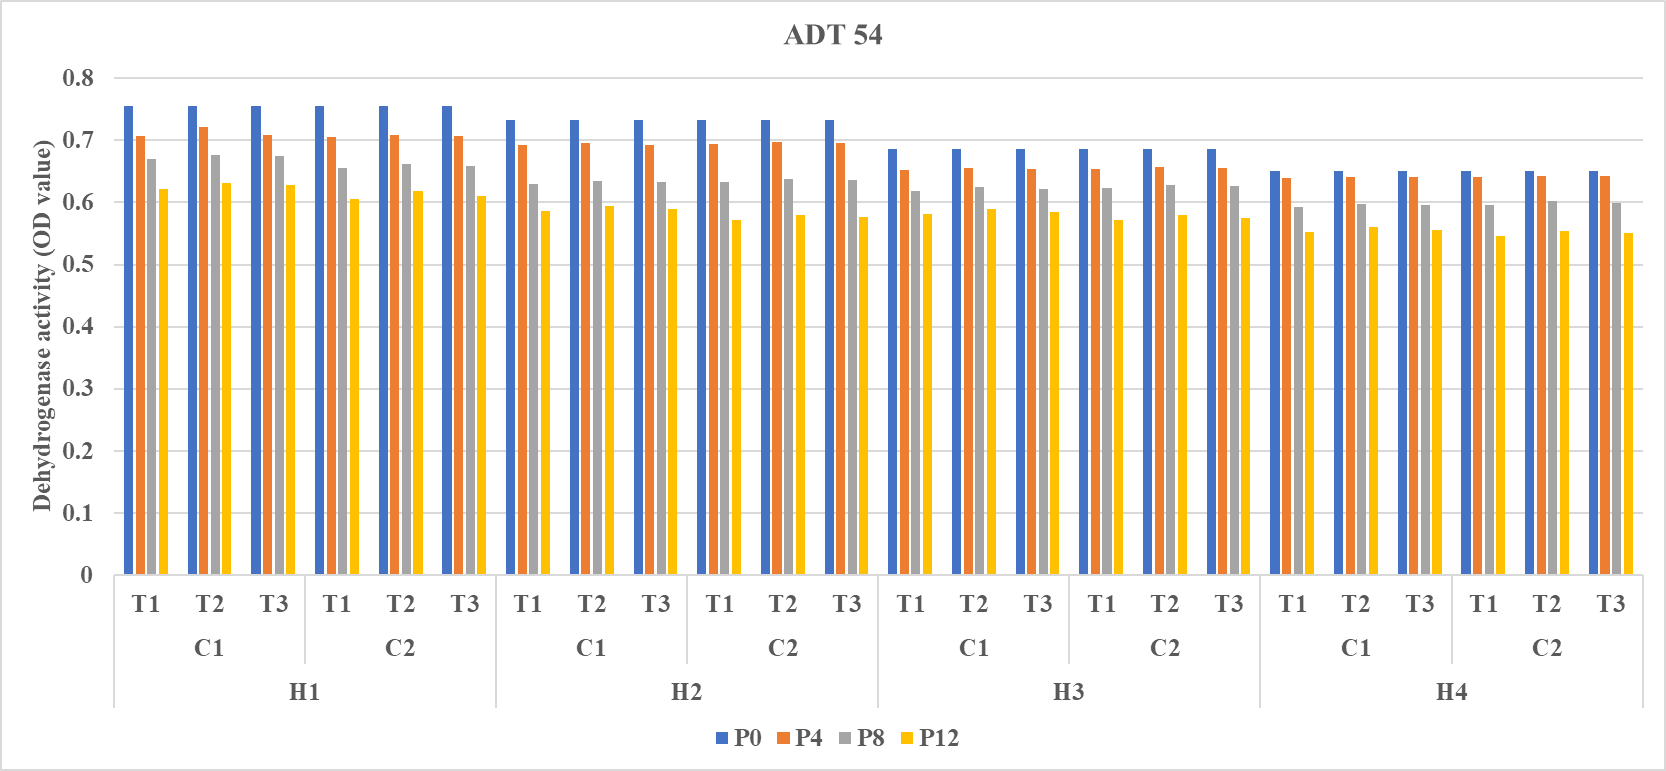 ADT 54
Dehydrogenase activity (OD value)
0.8
0.7
0.6
0.5
0.4
0.3
0.2
0.1
0
T1 T2 T3 T1 T2 T3 T1 T2 T3 T1 T2 T3 T1 T2 T3 T1 T2 T3 T1 T2 T3 T1 T2 T3
C1 C2 C1 C2 C1 C2 C1 C2
H1 H2 H3 H4
P0 P4 P8 P12